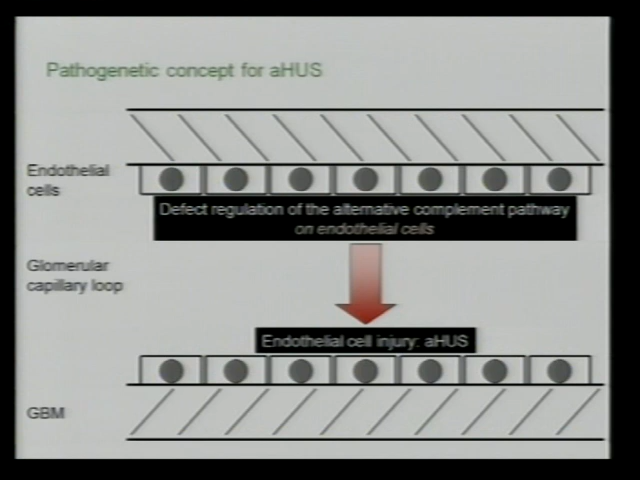 Pathogenetic concept for aHUS
Endothelial
cells
Defect regulation of the alternative complement pathway
on endothelial cells
Glomerular
capillary loop
Endothelial cell injury: aHUS
GBM